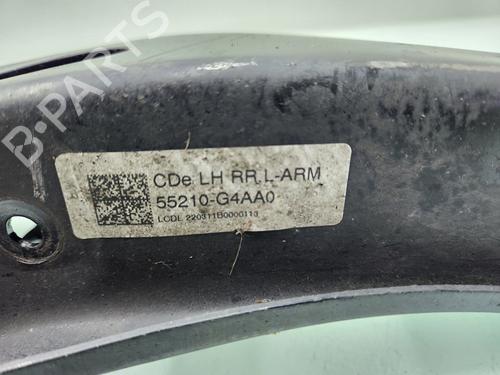 B-PARTS
CDe LH RR.L-ARM
55210-G4AA0
LCDL 220311B0000113